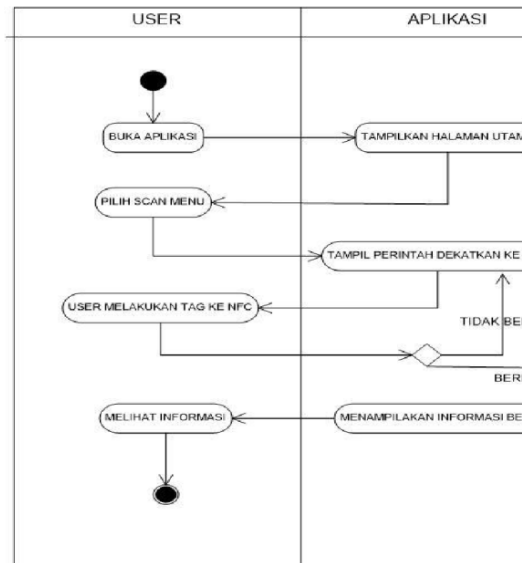 USER
APLIKASI
BUKA APLIKASI
TAMPILKAN HALAMAN UTAM
PILIH SCAN MENU
TAMPIL PERINTAH DEKATKAN KE
USER MELAKUKAN TAG KE NFC
TIDAK BE
BER
MELIHAT INFORMASI
MENAMPILAKAN INFORMASI BE